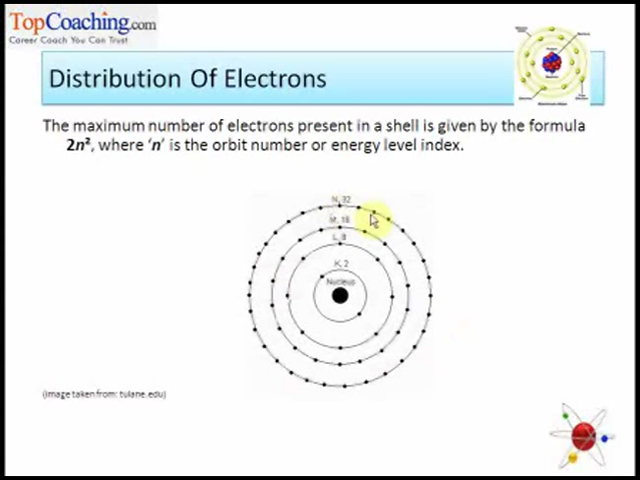 TopCoaching.com
Career Coach You Can Trust
Distribution Of Electrons
The maximum number of electrons present in a shell is given by the formula
2n², where ‘n’ is the orbit number or energy level index.
N, 32
M, 18
L, 8
K, 2
Nucleus
(Image taken from: tulane.edu)